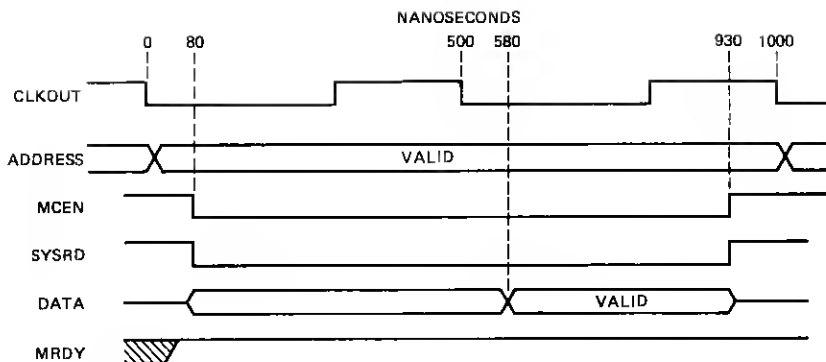 NANOSECONDS
0 80 500 580 930 1000
CLKOUT
ADDRESS VALID
MCEN
SYSRD
DATA VALID
MRDY